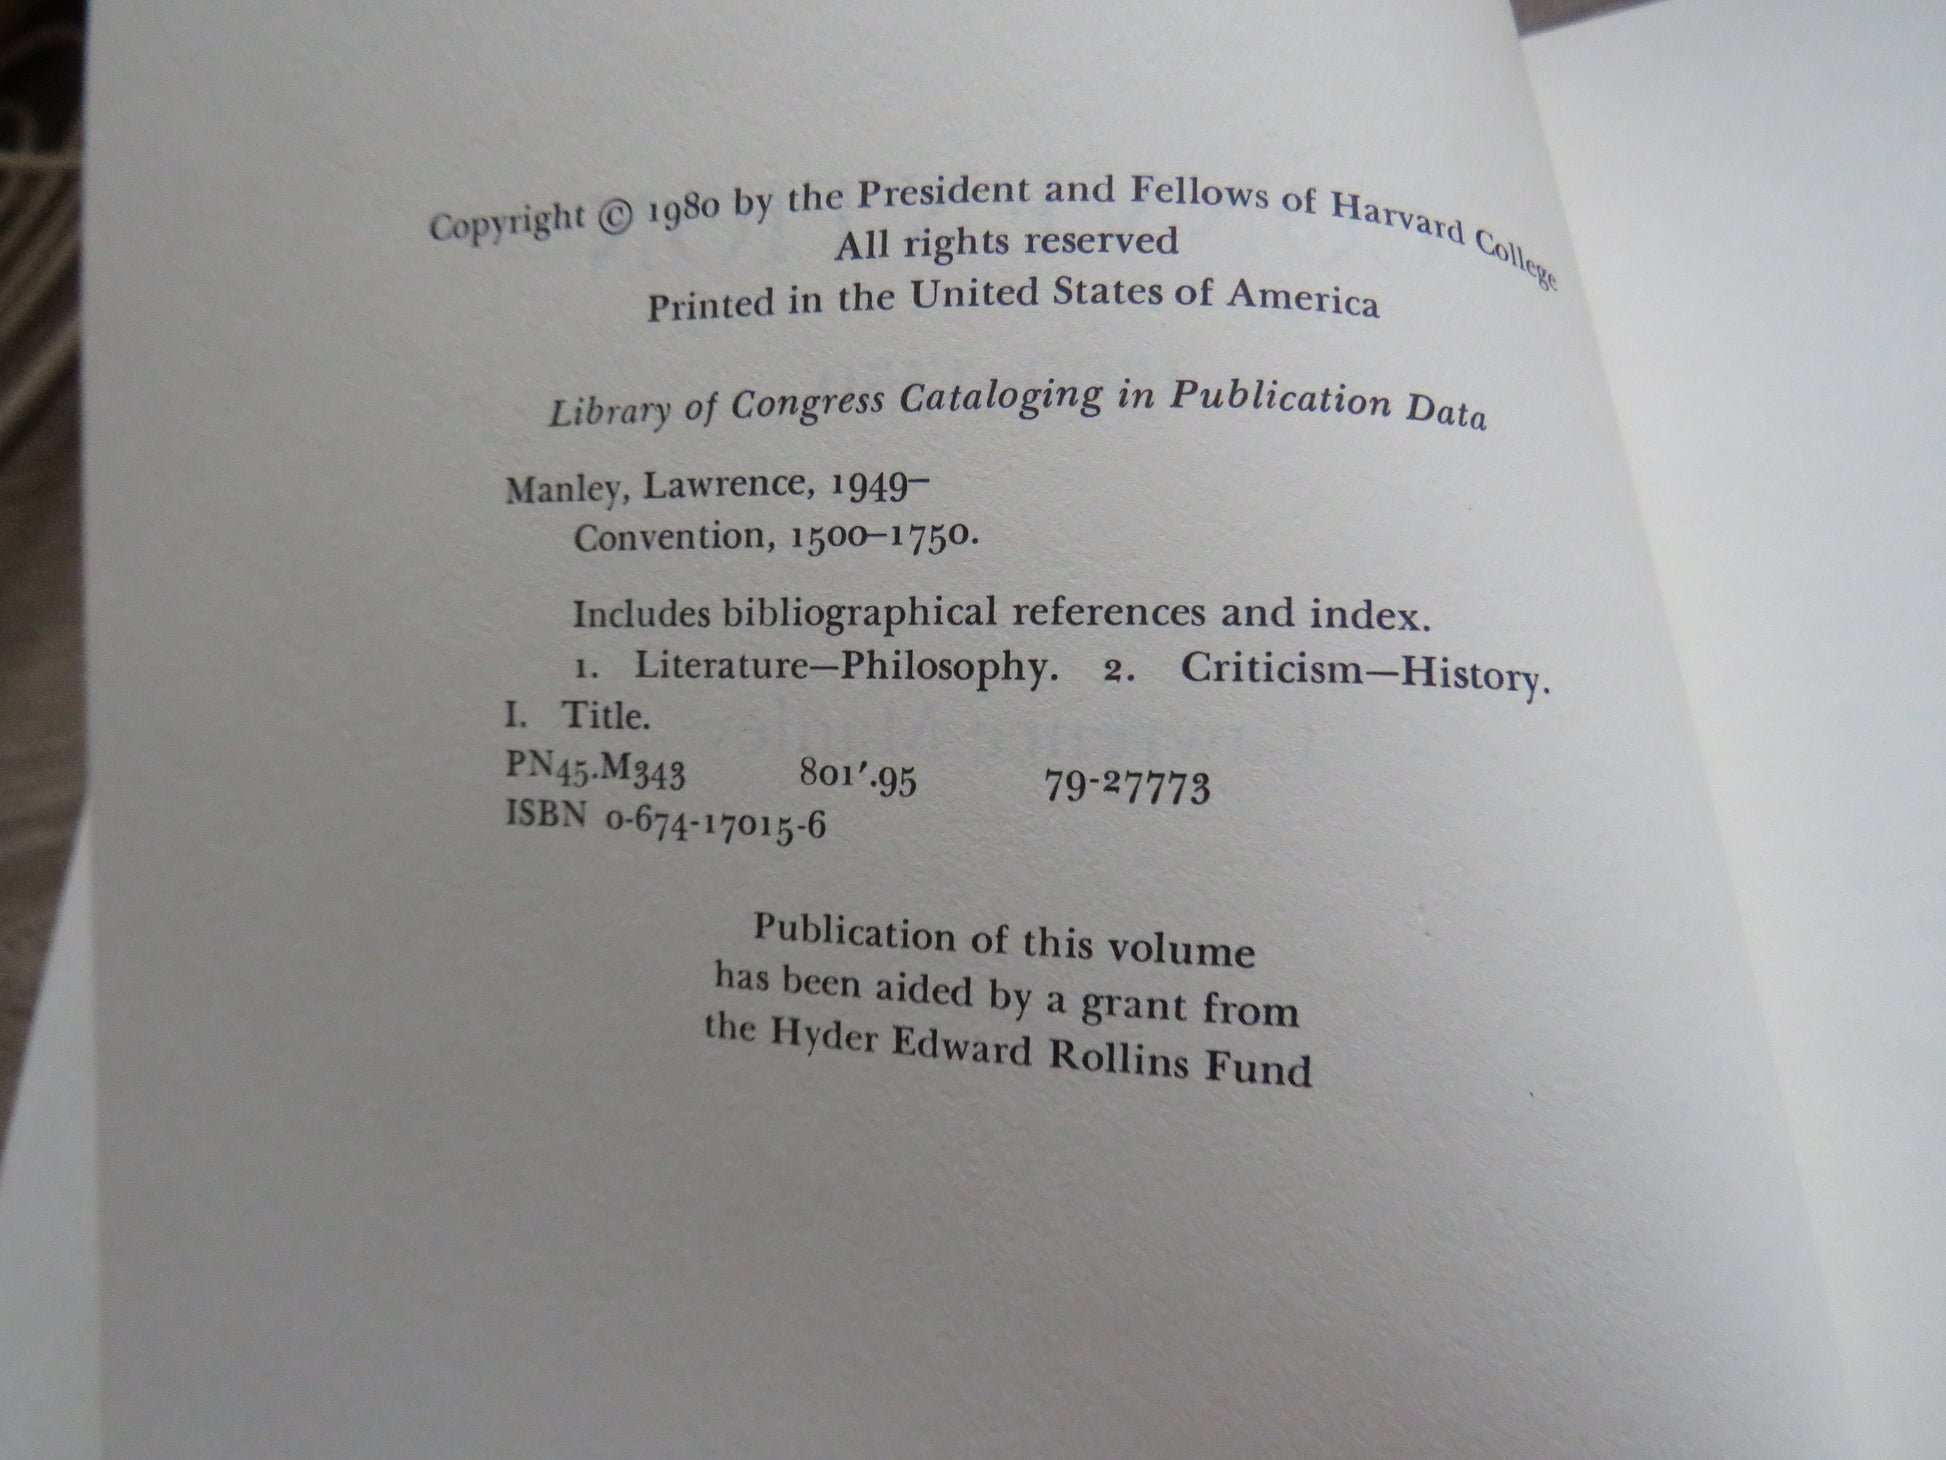 Copyright © 1980 by the President and Fellows of Harvard College
All rights reserved
Printed in the United States of America
Library of Congress Cataloging in Publication Data
Manley, Lawrence, 1949–
Convention, 1500–1750.
Includes bibliographical references and index.
1. Literature—Philosophy. 2. Criticism—History.
I. Title.
PN45.M343 801'.95 79-27773
ISBN 0-674-17015-6
Publication of this volume
has been aided by a grant from
the Hyder Edward Rollins Fund